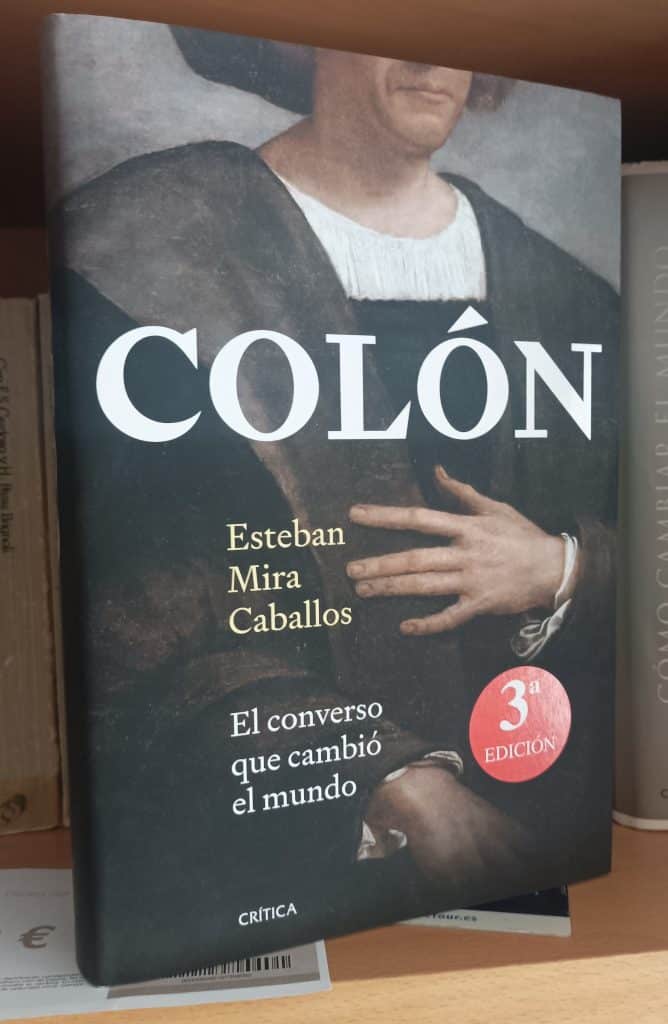 COLÓN
Esteban
Mira
Caballos
El converso
que cambió
el mundo
3ª
EDICIÓN
CRÍTICA
CÓMO CAMBIAR EL MUNDO
€